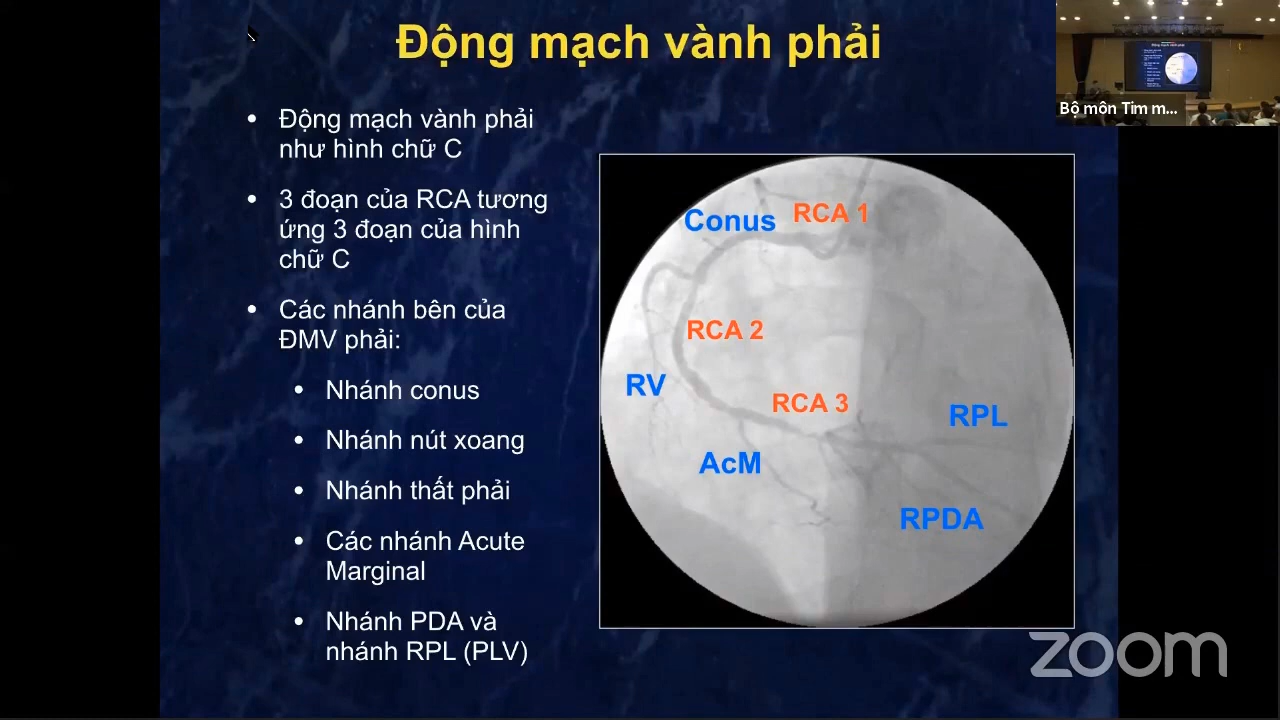 Động mạch vành phải
Bộ môn Tim m...
Động mạch vành phải
như hình chữ C
3 đoạn của RCA tương
ứng 3 đoạn của hình
chữ C
Các nhánh bên của
ĐMV phải:
Nhánh conus
Nhánh nút xoang
Nhánh thất phải
Các nhánh Acute
Marginal
Nhánh PDA và
nhánh RPL (PLV)
Conus
RCA 1
RCA 2
RV
RCA 3
RPL
AcM
RPDA
zoom